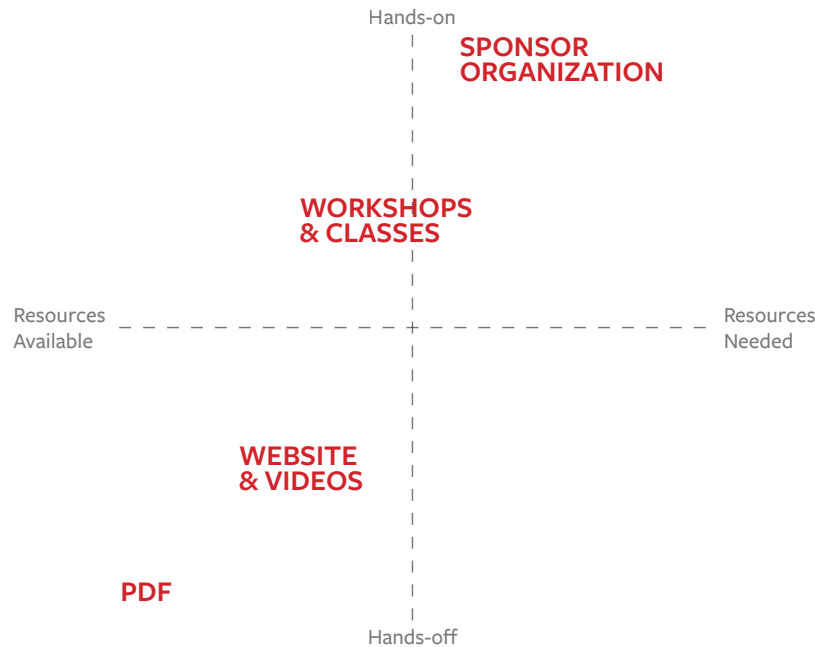 Hands-on
SPONSOR
ORGANIZATION
WORKSHOPS
& CLASSES
Resources
Available
Resources
Needed
WEBSITE
& VIDEOS
PDF
Hands-off